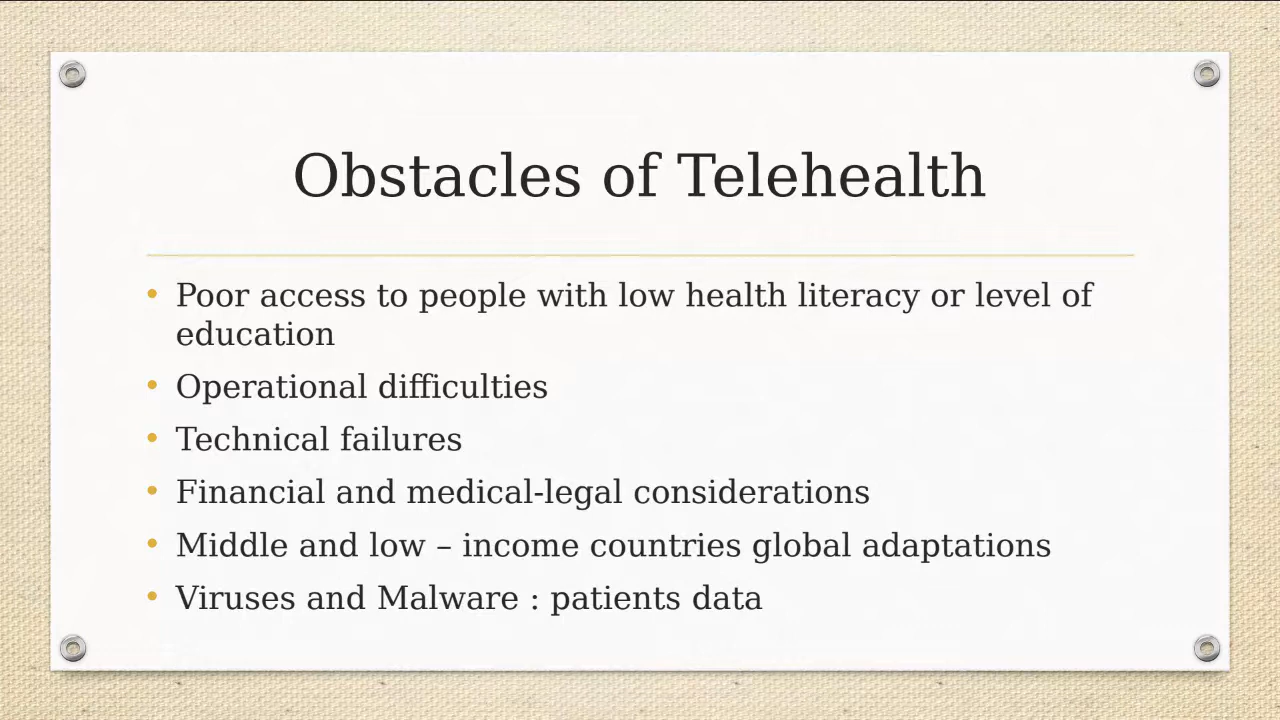 Obstacles of Telehealth
• Poor access to people with low health literacy or level of
education
• Operational difficulties
• Technical failures
• Financial and medical-legal considerations
• Middle and low – income countries global adaptations
• Viruses and Malware : patients data